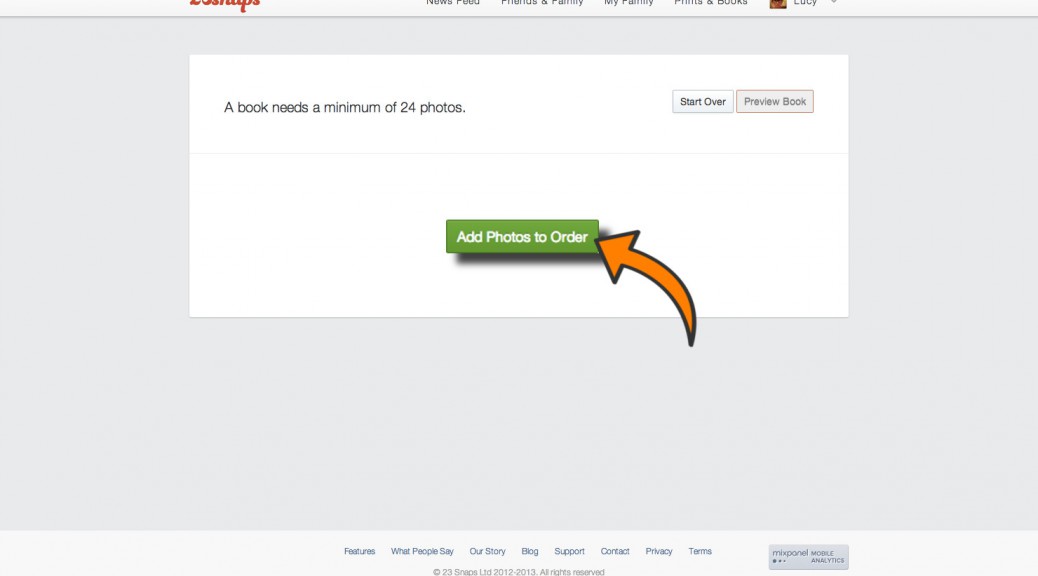 23snaps News Feed Friends & Family My Family Prints & Books Lucy
A book needs a minimum of 24 photos.
Start Over Preview Book
Add Photos to Order
Features What People Say Our Story Blog Support Contact Privacy Terms
mixpanel MOBILE
ANALYTICS
© 23 Snaps Ltd 2012-2013. All rights reserved